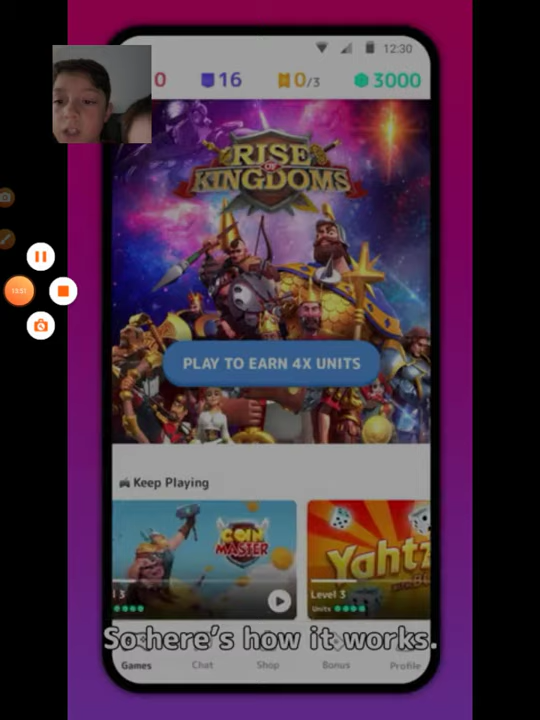 12:30
0
16
0/3
3000
RISE
OF
KINGDOMS
PLAY TO EARN 4X UNITS
Keep Playing
COIN
MASTER
Level 3
Units
So here's how it works.
Games
Chat
Shop
Bonus
Profile